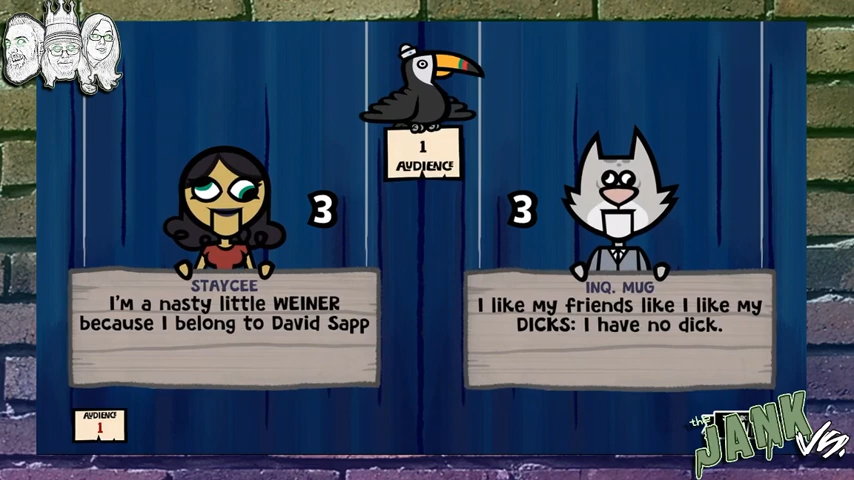 1
AUDIENCE
3
3
STAYCEE
I'm a nasty little WEINER
because I belong to David Sapp
INQ. MUG
I like my friends like I like my
DICKS: I have no dick.
AUDIENCE
1
the
JANK
VS.